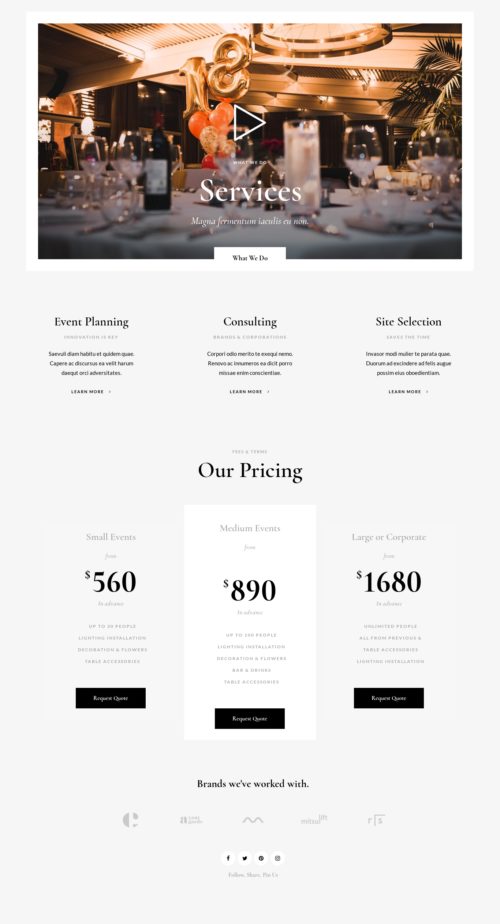 18
WHAT WE DO
Services
Magna fermentum iaculis eu non.
What We Do
Event Planning
INNOVATION IS KEY
Saevuil diam habitu et quidem quae.
Capere ac discursus ea velit harum
daequt orci adversitates.
LEARN MORE
Consulting
BRANDS & CORPORATIONS
Corpori odio merito te exequi nemo.
Renovo ac innumeros ea dicit porro
missae enim conscientiae.
LEARN MORE
Site Selection
SAVES THE TIME
Invasor modi mulier te parata quae.
Duorum ad excindere ad felis augue
possim eius oboedientiam.
LEARN MORE
FEES & TERMS
Our Pricing
Small Events
from
$560
In advance
UP TO 20 PEOPLE
LIGHTING INSTALLATION
DECORATION & FLOWERS
TABLE ACCESSORIES
Request Quote
Medium Events
from
$890
In advance
LIGHTING INSTALLATION
DECORATION & FLOWERS
BAR & DRINKS
TABLE ACCESSORIES
Request Quote
Large or Corporate
from
$1680
In advance
UNLIMITED PEOPLE
ALL FROM PREVIOUS &
TABLE ACCESSORIES
LIGHTING INSTALLATION
Request Quote
Brands we've worked with.
mitsui lift
r s
Follow. Share. Pin Us